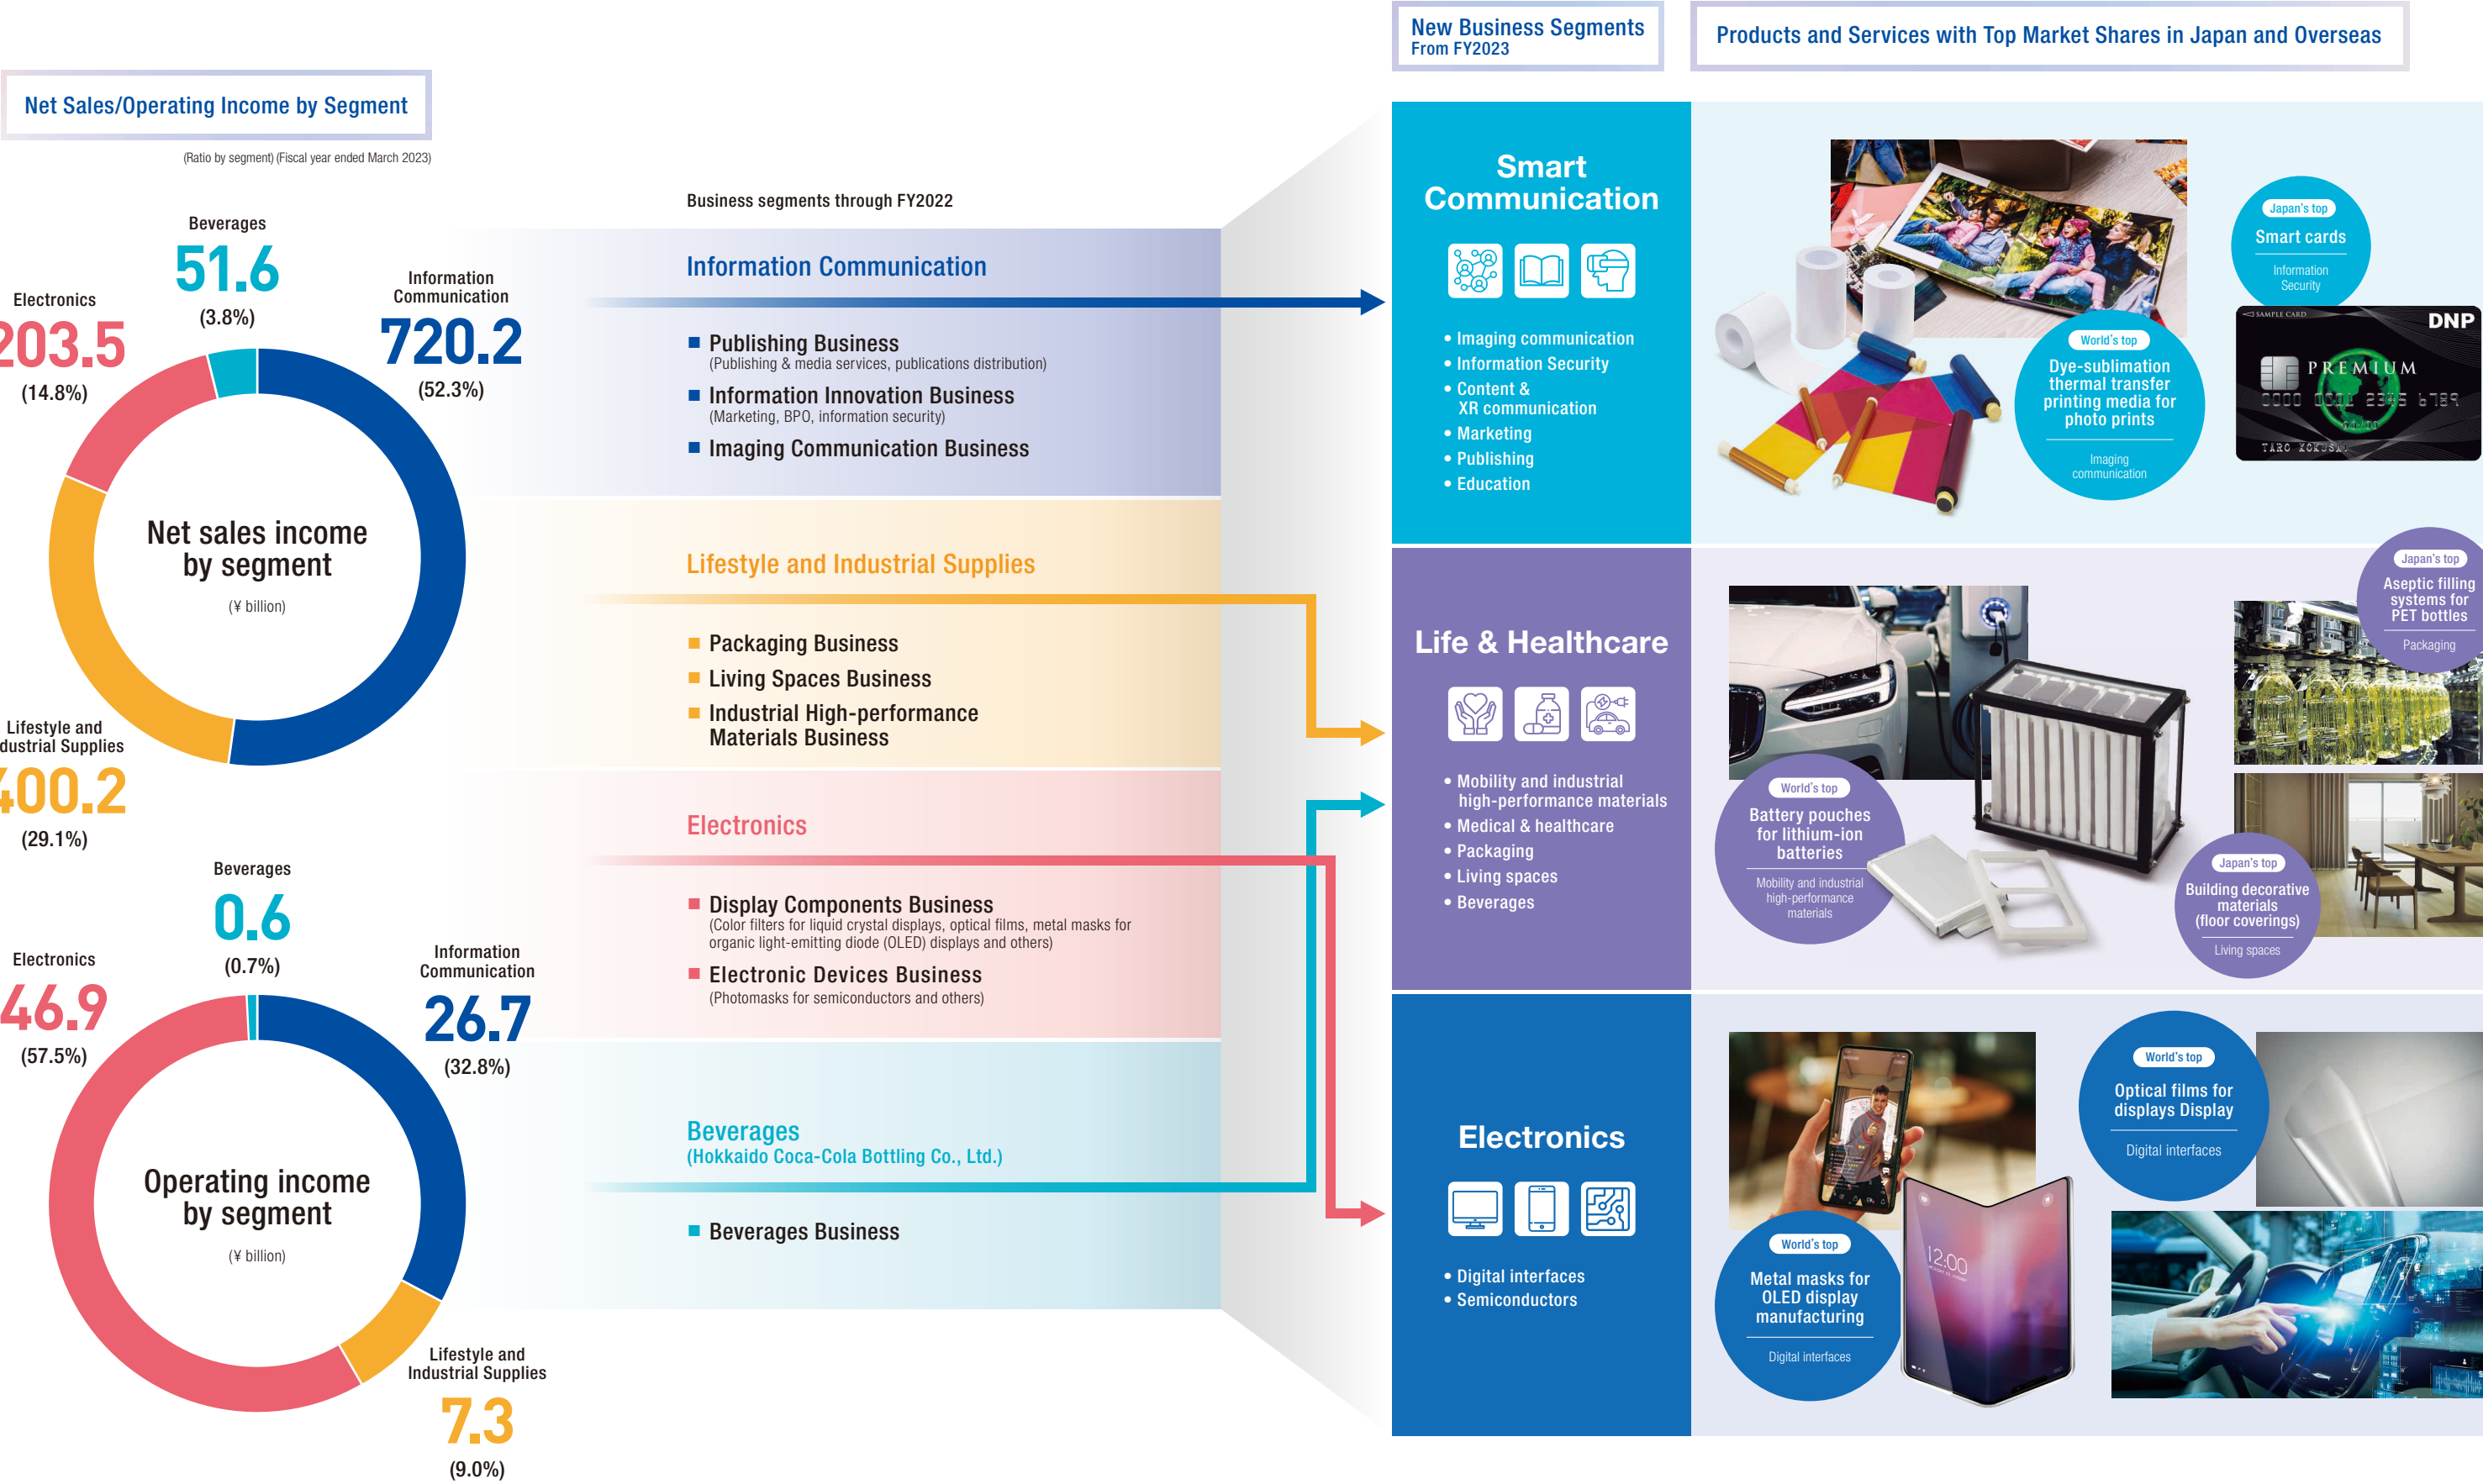 New Business Segments
From FY2023
Products and Services with Top Market Shares in Japan and Overseas
Net Sales/Operating Income by Segment
(Ratio by segment) (Fiscal year ended March 2023)
Beverages
51.6
(3.8%)
Electronics
203.5
(14.8%)
Information
Communication
720.2
(52.3%)
Net sales income
by segment
(¥ billion)
Lifestyle and
dustrial Supplies
400.2
(29.1%)
Beverages
0.6
(0.7%)
Electronics
46.9
(57.5%)
Information
Communication
26.7
(32.8%)
Operating income
by segment
(¥ billion)
Lifestyle and
Industrial Supplies
7.3
(9.0%)
Business segments through FY2022
Information Communication
■ Publishing Business
(Publishing & media services, publications distribution)
■ Information Innovation Business
(Marketing, BPO, information security)
■ Imaging Communication Business
Lifestyle and Industrial Supplies
■ Packaging Business
■ Living Spaces Business
■ Industrial High-performance
Materials Business
Electronics
■ Display Components Business
(Color filters for liquid crystal displays, optical films, metal masks for
organic light-emitting diode (OLED) displays and others)
■ Electronic Devices Business
(Photomasks for semiconductors and others)
Beverages
(Hokkaido Coca-Cola Bottling Co., Ltd.)
■ Beverages Business
Smart
Communication
• Imaging communication
• Information Security
• Content &
XR communication
• Marketing
• Publishing
• Education
Japan's top
Smart cards
Information
Security
World's top
Dye-sublimation
thermal transfer
printing media for
photo prints
Imaging
communication
SAMPLE CARD
DNP
PREMIUM
0000 0001 2345 6789
00/00
TARO KOKUSAI
Life & Healthcare
• Mobility and industrial
high-performance materials
• Medical & healthcare
• Packaging
• Living spaces
• Beverages
Japan's top
Aseptic filling
systems for
PET bottles
Packaging
World's top
Battery pouches
for lithium-ion
batteries
Mobility and industrial
high-performance
materials
Japan's top
Building decorative
materials
(floor coverings)
Living spaces
Electronics
• Digital interfaces
• Semiconductors
World's top
Optical films for
displays Display
Digital interfaces
World's top
Metal masks for
OLED display
manufacturing
Digital interfaces
12:00